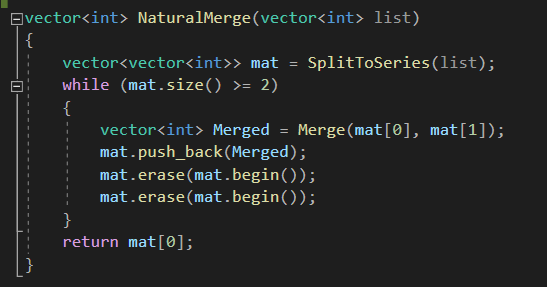 vector<int> NaturalMerge(vector<int> list)
{
    vector<vector<int>> mat = SplitToSeries(list);
    while (mat.size() >= 2)
    {
        vector<int> Merged = Merge(mat[0], mat[1]);
        mat.push_back(Merged);
        mat.erase(mat.begin());
        mat.erase(mat.begin());
    }
    return mat[0];
}